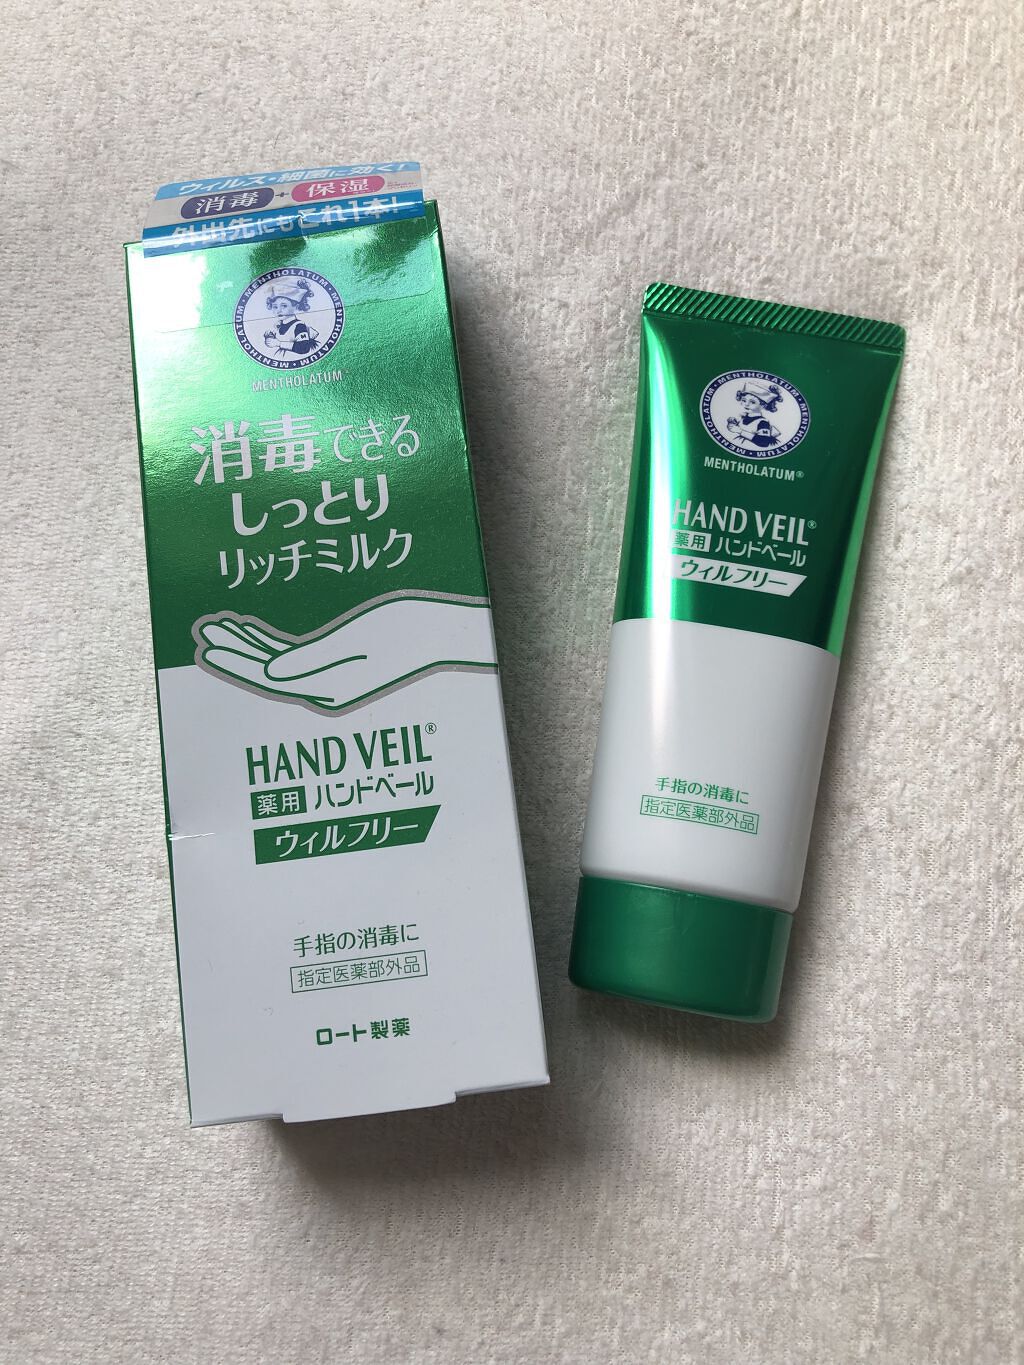 ウィルス・細菌に効く!
消毒+保湿
外出先にもこれ1本!
MENTHOLATUM・MENTHOLATUM・MENTHOLATUM・
MENTHOLATUM
消毒できる
しっとり
リッチミルク
HAND VEIL®
薬用 ハンドベール
ウィルフリー
手指の消毒に
指定医薬部外品
ロート製薬
MENTHOLATUM・MENTHOLATUM・MENTHOLATUM・
MENTHOLATUM®
HAND VEIL®
薬用 ハンドベール
ウィルフリー
手指の消毒に
指定医薬部外品